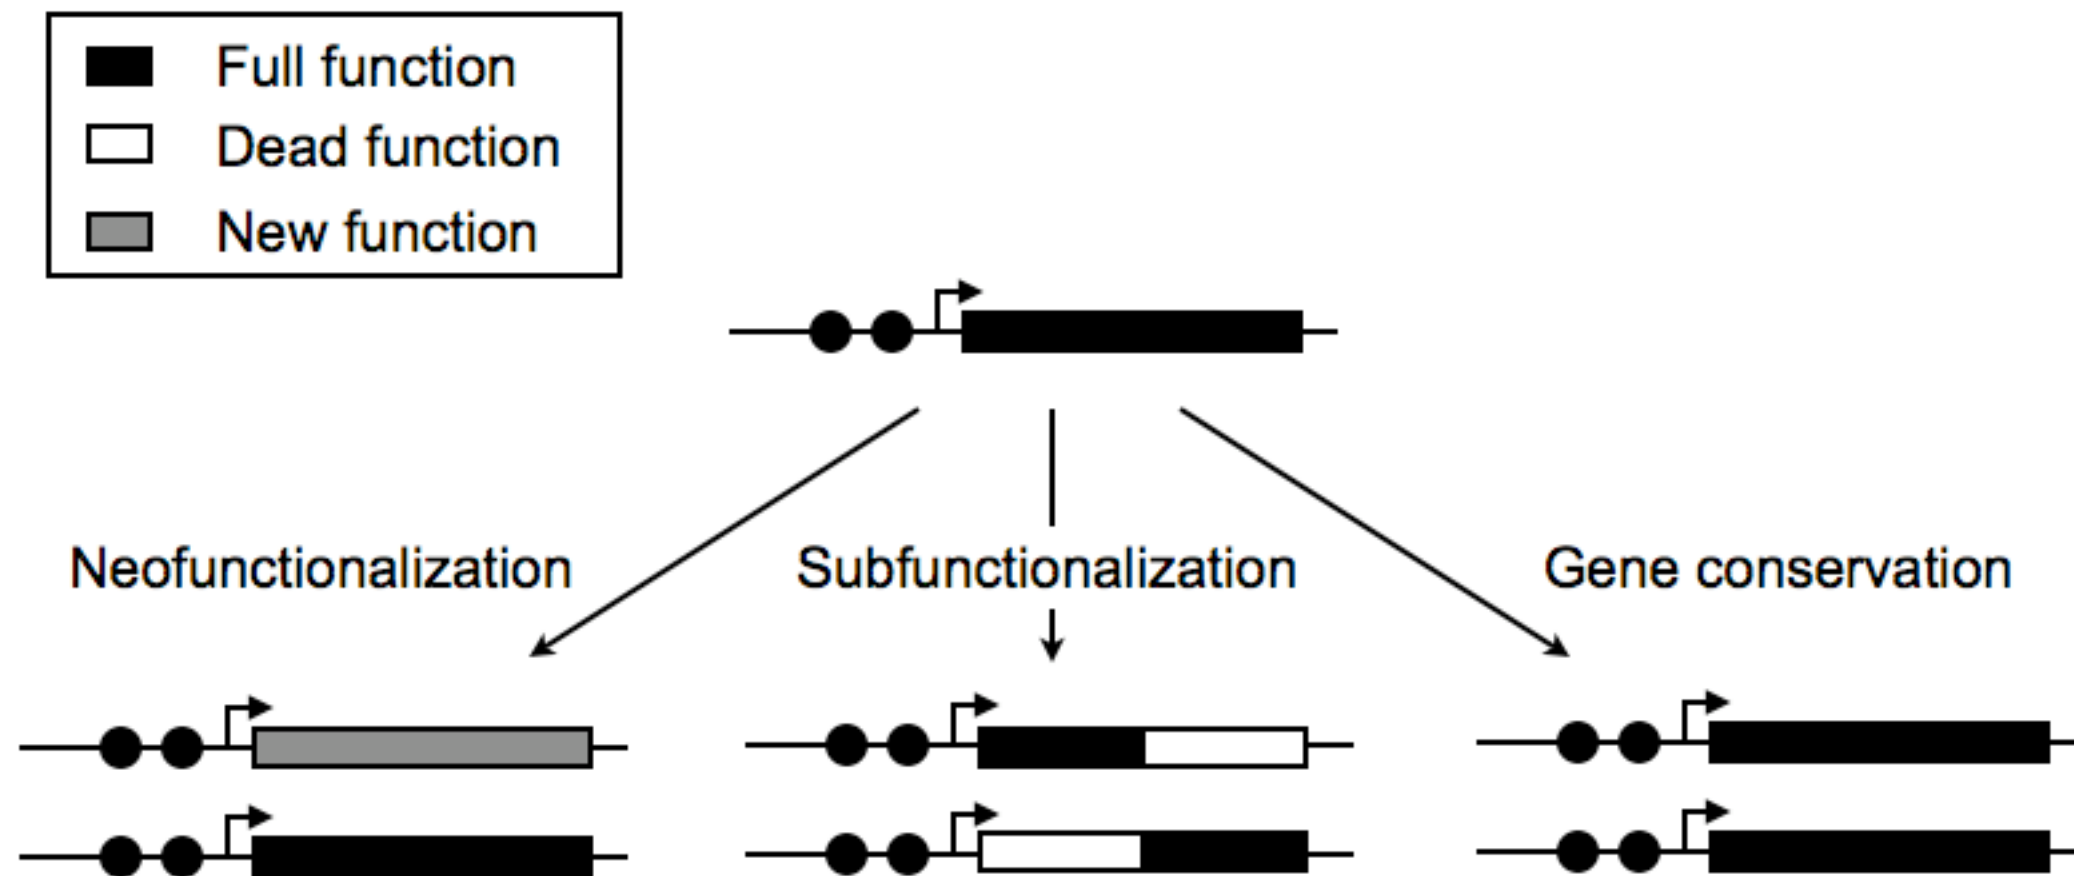 Full function
Dead function
New function
Neofunctionalization
Subfunctionalization
Gene conservation